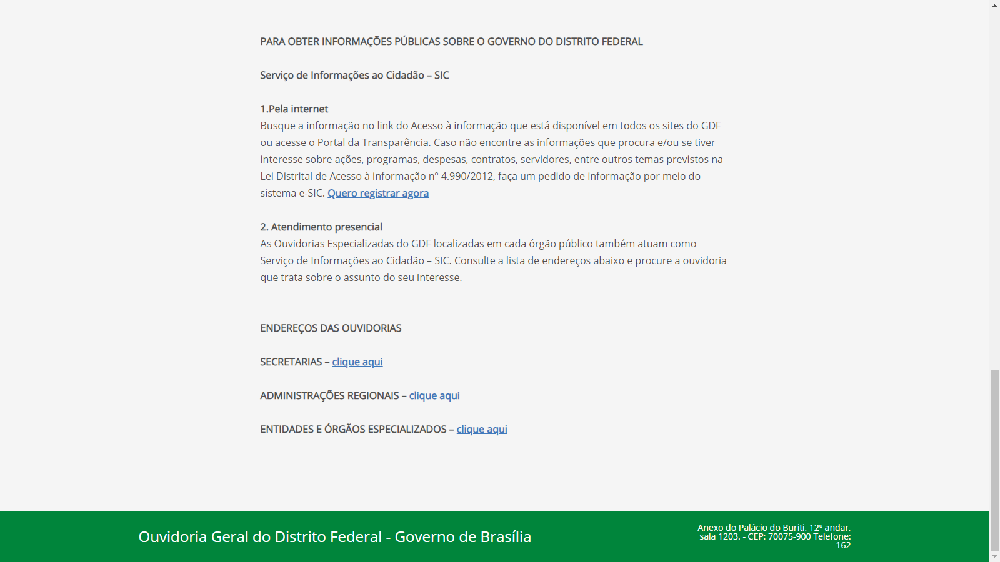 PARA OBTER INFORMAÇÕES PÚBLICAS SOBRE O GOVERNO DO DISTRITO FEDERAL
Serviço de Informações ao Cidadão – SIC
1.Pela internet
Busque a informação no link do Acesso à informação que está disponível em todos os sites do GDF
ou acesse o Portal da Transparência. Caso não encontre as informações que procura e/ou se tiver
interesse sobre ações, programas, despesas, contratos, servidores, entre outros temas previstos na
Lei Distrital de Acesso à informação nº 4.990/2012, faça um pedido de informação por meio do
sistema e-SIC. Quero registrar agora
2. Atendimento presencial
As Ouvidorias Especializadas do GDF localizadas em cada órgão público também atuam como
Serviço de Informações ao Cidadão – SIC. Consulte a lista de endereços abaixo e procure a ouvidoria
que trata sobre o assunto do seu interesse.
ENDEREÇOS DAS OUVIDORIAS
SECRETARIAS – clique aqui
ADMINISTRAÇÕES REGIONAIS – clique aqui
ENTIDADES E ÓRGÃOS ESPECIALIZADOS – clique aqui
Ouvidoria Geral do Distrito Federal - Governo de Brasília
Anexo do Palácio do Buriti, 12º andar,
sala 1203. - CEP: 70075-900 Telefone:
162